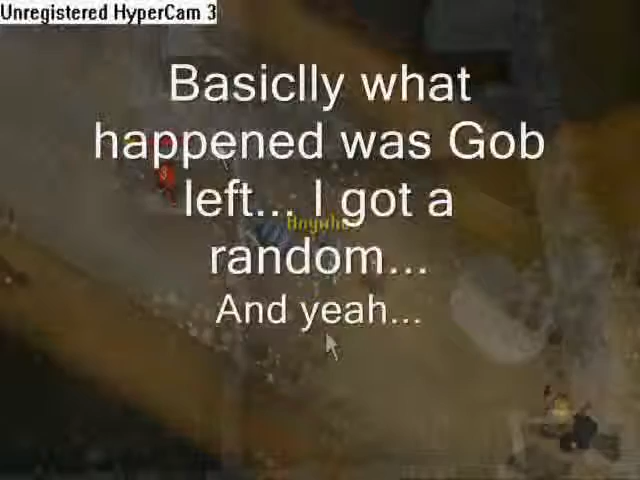 Unregistered HyperCam 3
Basiclly what
happened was Gob
left... I got a
random...
And yeah...